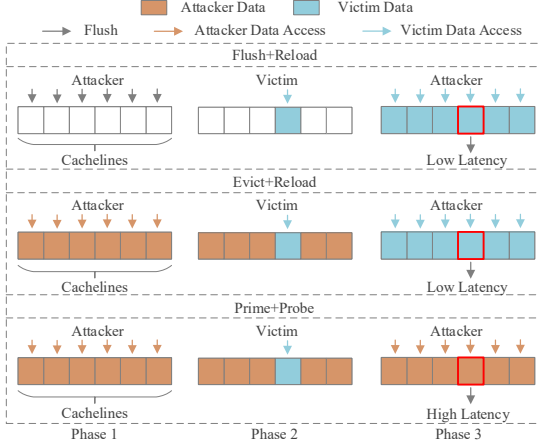 Attacker Data Victim Data
Flush Attacker Data Access Victim Data Access
Flush+Reload
Attacker Victim Attacker
Cachelines Low Latency
Evict+Reload
Attacker Victim Attacker
Cachelines Low Latency
Prime+Probe
Attacker Victim Attacker
Cachelines High Latency
Phase 1 Phase 2 Phase 3